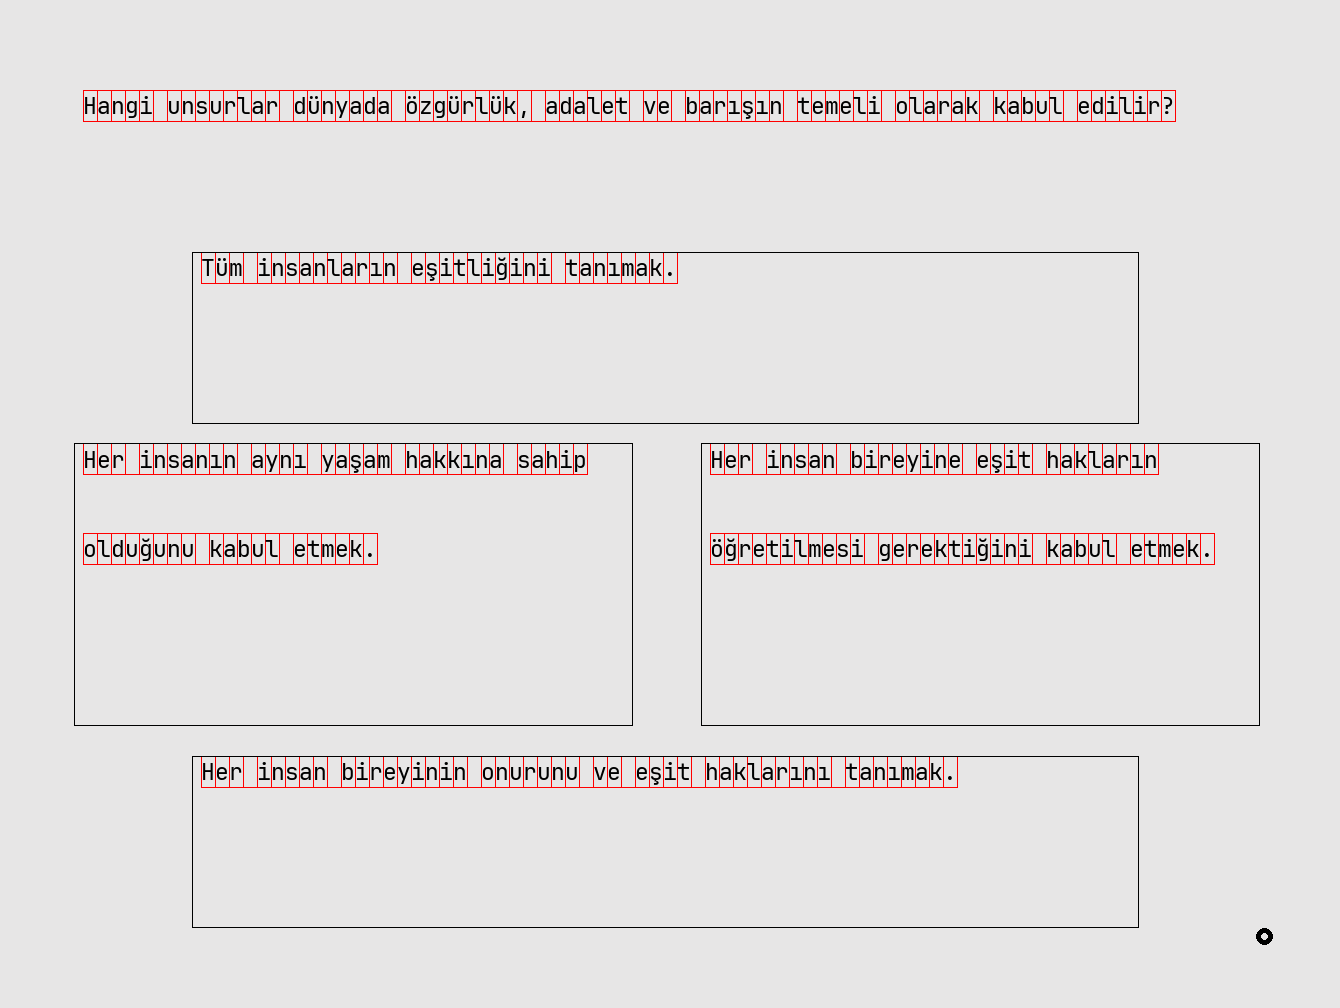 Hangi unsurlar dünyada özgürlük, adalet ve barışın temeli olarak kabul edilir?
Tüm insanların eşitliğini tanımak.
Her insanın aynı yaşam hakkına sahip
olduğunu kabul etmek.
Her insan bireyine eşit hakların
öğretilmesi gerektiğini kabul etmek.
Her insan bireyinin onurunu ve eşit haklarını tanımak.